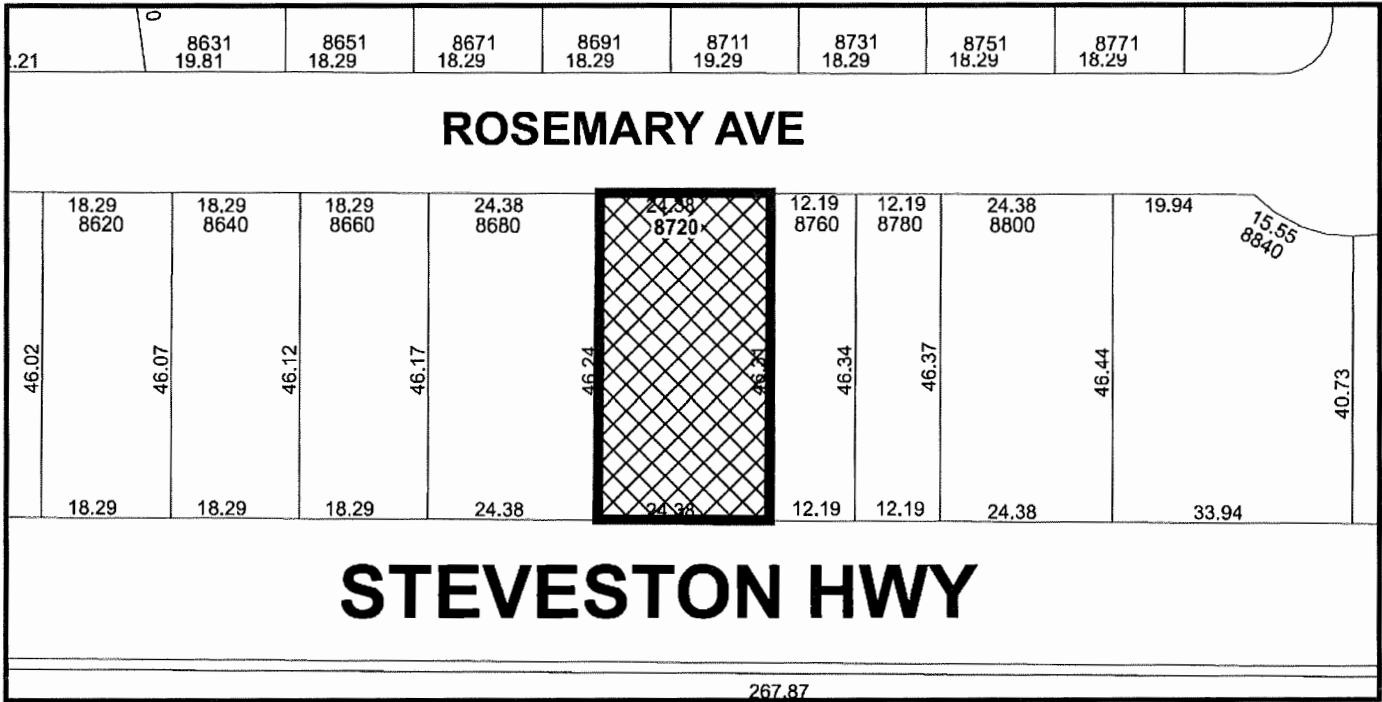 0
8631 8651 8671 8691 8711 8731 8751 8771
.21 19.81 18.29 18.29 18.29 19.29 18.29 18.29 18.29
ROSEMARY AVE
18.29 18.29 18.29 24.38 24.38 12.19 12.19 24.38 19.94
8620 8640 8660 8680 8720 8760 8780 8800
15.55
8840
46.02 46.07 46.12 46.17 46.24 46.31 46.34 46.37 46.44 40.73
18.29 18.29 18.29 24.38 24.38 12.19 12.19 24.38 33.94
STEVESTON HWY
267.87